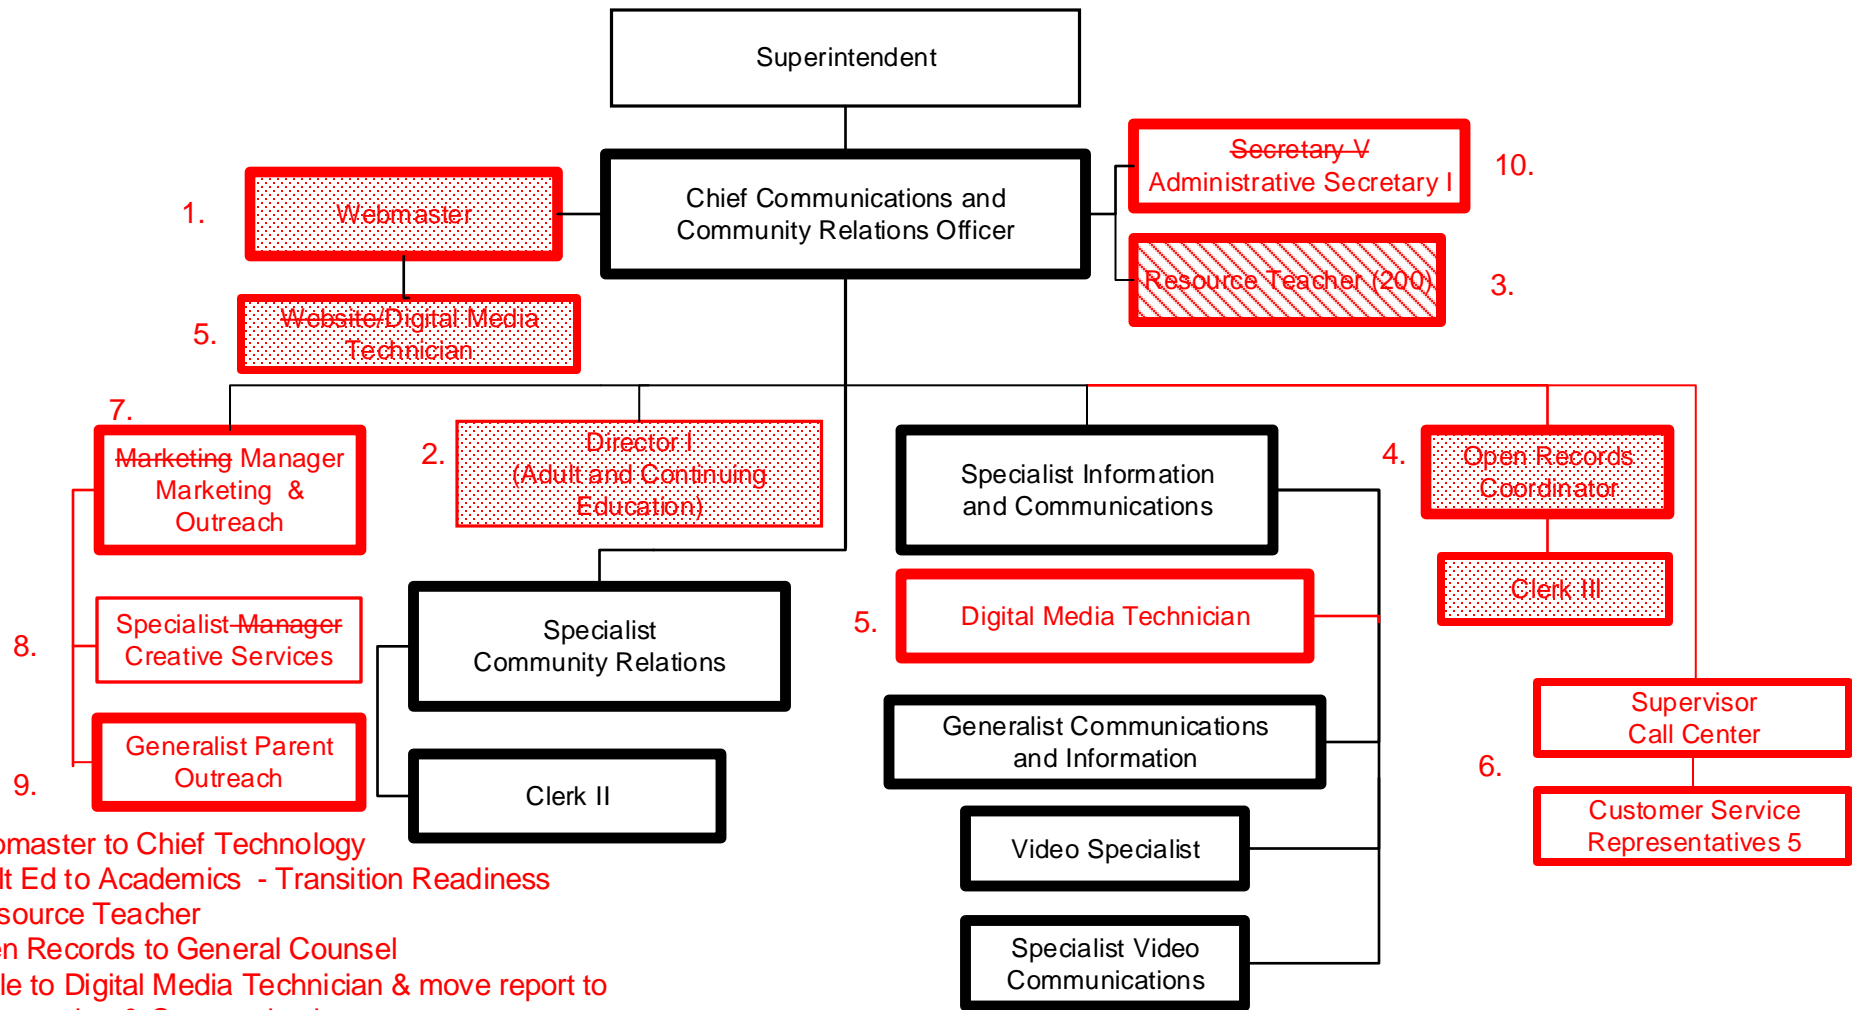 Superintendent
Chief Communications and
Community Relations Officer
Secretary V
Administrative Secretary I
10.
1.
Webmaster
Resource Teacher (200)
3.
5.
Website/Digital Media
Technician
7.
Marketing Manager
Marketing & 
Outreach
2.
Director I
(Adult and Continuing
Education)
Specialist Information
and Communications
4.
Open Records
Coordinator
Clerk III
8.
Specialist Manager
Creative Services
Specialist
Community Relations
5.
Digital Media Technician
9.
Generalist Parent
Outreach
Clerk II
Generalist Communications
and Information
Video Specialist
Specialist Video
Communications
Supervisor
Call Center
6.
Customer Service
Representatives 5
master to Chief Technology
Ed to Academics - Transition Readiness
source Teacher
Records to General Counsel
to Digital Media Technician & move report to